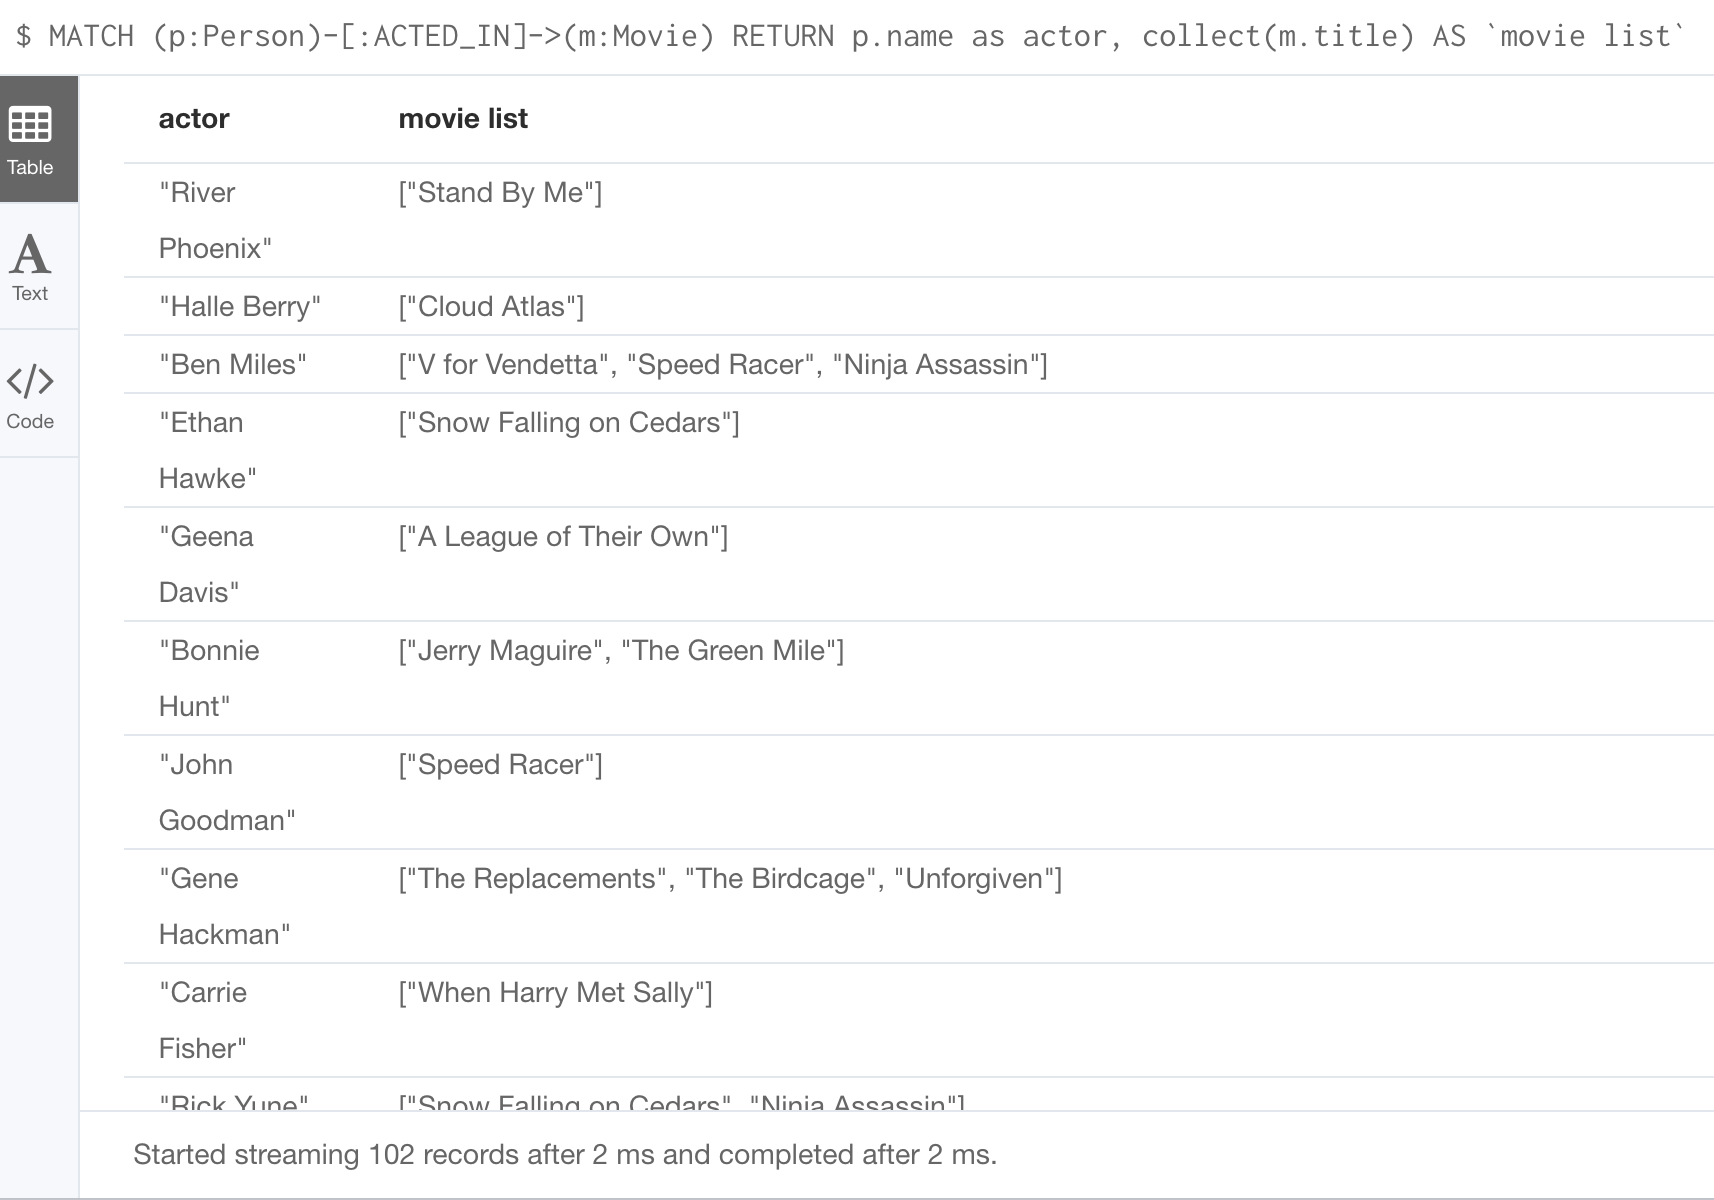 $ MATCH (p:Person)-[:ACTED_IN]->(m:Movie) RETURN p.name as actor, collect(m.title) AS `movie list`
Table
Text
Code
actor movie list
"River ["Stand By Me"]
Phoenix"
"Halle Berry" ["Cloud Atlas"]
"Ben Miles" ["V for Vendetta", "Speed Racer", "Ninja Assassin"]
"Ethan ["Snow Falling on Cedars"]
Hawke"
"Geena ["A League of Their Own"]
Davis"
"Bonnie ["Jerry Maguire", "The Green Mile"]
Hunt"
"John ["Speed Racer"]
Goodman"
"Gene ["The Replacements", "The Birdcage", "Unforgiven"]
Hackman"
"Carrie ["When Harry Met Sally"]
Fisher"
"Rick Yune" ["Snow Falling on Cedars", "Ninja Assassin"]
Started streaming 102 records after 2 ms and completed after 2 ms.